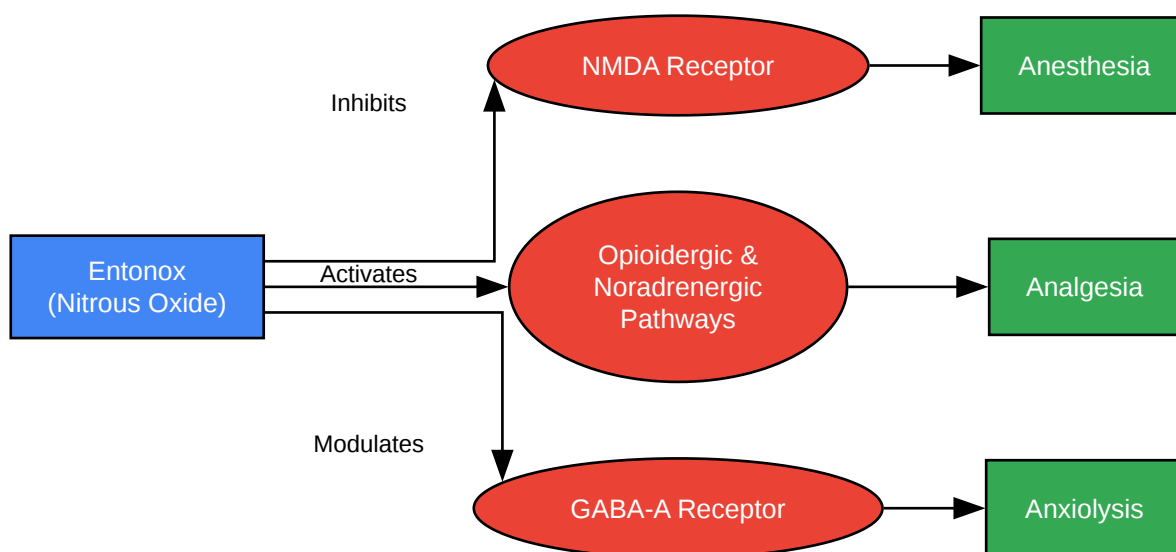 NMDA Receptor
Anesthesia
Inhibits
Entonox
(Nitrous Oxide)
Activates
Opioidergic &
Noradrenergic
Pathways
Analgesia
Modulates
GABA-A Receptor
Anxiolysis